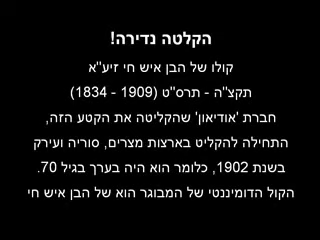 הקלטה נדירה!
קולו של הבן איש חי זיע"א
תקצ"ה - תרס"ט (1909 - 1834)
חברת 'אודיאון' שהקליטה את הקטע הזה,
התחילה להקליט בארצות מצרים, סוריה ועירק
בשנת 1902, כלומר הוא היה בערך בגיל 70.
הקול הדומיננטי של המבוגר הוא של הבן איש חי